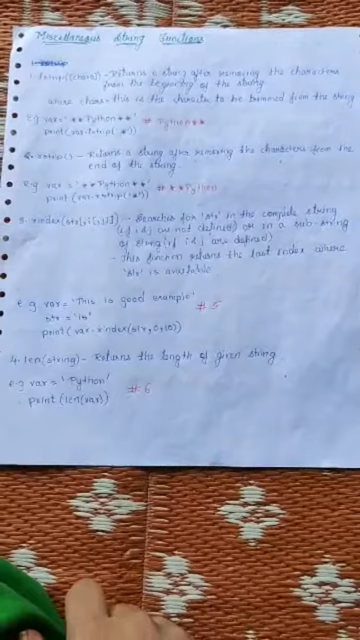 Miscellaneous String Functions
1. lstrip([chars]) - Returns a string after removing the characters
from the beginning of the string
where chars - this is the character to be trimmed from the string
e.g var = '**Python**' # Python**
print(var.lstrip('*'))
2. rstrip() - Returns a string after removing the characters from the
end of the string.
e.g var = '**Python**' # **Python
print(var.rstrip('*'))
3. rindex(str[,i[,j]]) - Searches for 'str' in the complete string
(if i & j are not defined) or in a sub-string
of string (if i & j are defined)
- This function returns the last index where
'str' is available
e.g var = 'This is good example' # 5
str = 'is'
print(var.rindex(str,0,10))
4. len(string) - Returns the length of given string
e.g var = 'Python' # 6
print(len(var))